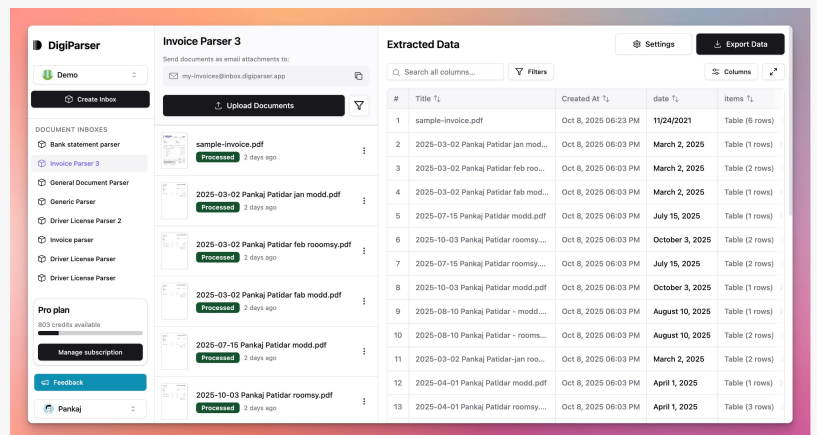 DigiParser
Demo
Create Inbox
DOCUMENT INBOXES
Bank statement parser
Invoice Parser 3
General Document Parser
Generic Parser
Driver License Parser 2
Invoice parser
Driver License Parser
Driver License Parser
Pro plan
803 credits available
Manage subscription
Feedback
Pankaj
Invoice Parser 3
Send documents as email attachments to:
my-invoices@inbox.digiparser.app
Upload Documents
sample-invoice.pdf
Processed 2 days ago
2025-03-02 Pankaj Patidar jan modd.pdf
Processed 2 days ago
2025-03-02 Pankaj Patidar feb rooomsy.pdf
Processed 2 days ago
2025-03-02 Pankaj Patidar fab modd.pdf
Processed 2 days ago
2025-07-15 Pankaj Patidar modd.pdf
Processed 2 days ago
2025-10-03 Pankaj Patidar roomsy.pdf
Processed 2 days ago
Extracted Data
Settings
Export Data
Search all columns...
Filters
Columns
# Title Created At date items
1 sample-invoice.pdf Oct 8, 2025 06:23 PM 11/24/2021 Table (6 rows)
2 2025-03-02 Pankaj Patidar jan mod... Oct 8, 2025 06:03 PM March 2, 2025 Table (1 rows)
3 2025-03-02 Pankaj Patidar feb roo... Oct 8, 2025 06:03 PM March 2, 2025 Table (2 rows)
4 2025-03-02 Pankaj Patidar fab mod... Oct 8, 2025 06:03 PM March 2, 2025 Table (1 rows)
5 2025-07-15 Pankaj Patidar modd.pdf Oct 8, 2025 06:03 PM July 15, 2025 Table (1 rows)
6 2025-10-03 Pankaj Patidar roomsy.... Oct 8, 2025 06:03 PM October 3, 2025 Table (2 rows)
7 2025-07-15 Pankaj Patidar roomsy.... Oct 8, 2025 06:03 PM July 15, 2025 Table (2 rows)
8 2025-10-03 Pankaj Patidar modd.pdf Oct 8, 2025 06:03 PM October 3, 2025 Table (1 rows)
9 2025-08-10 Pankaj Patidar - modd.... Oct 8, 2025 06:03 PM August 10, 2025 Table (1 rows)
10 2025-08-10 Pankaj Patidar - rooms... Oct 8, 2025 06:03 PM August 10, 2025 Table (2 rows)
11 2025-03-02 Pankaj Patidar-jan roo... Oct 8, 2025 06:03 PM March 2, 2025 Table (2 rows)
12 2025-04-01 Pankaj Patidar modd.pdf Oct 8, 2025 06:03 PM April 1, 2025 Table (1 rows)
13 2025-04-01 Pankaj Patidar roomsy.... Oct 8, 2025 06:03 PM April 1, 2025 Table (3 rows)